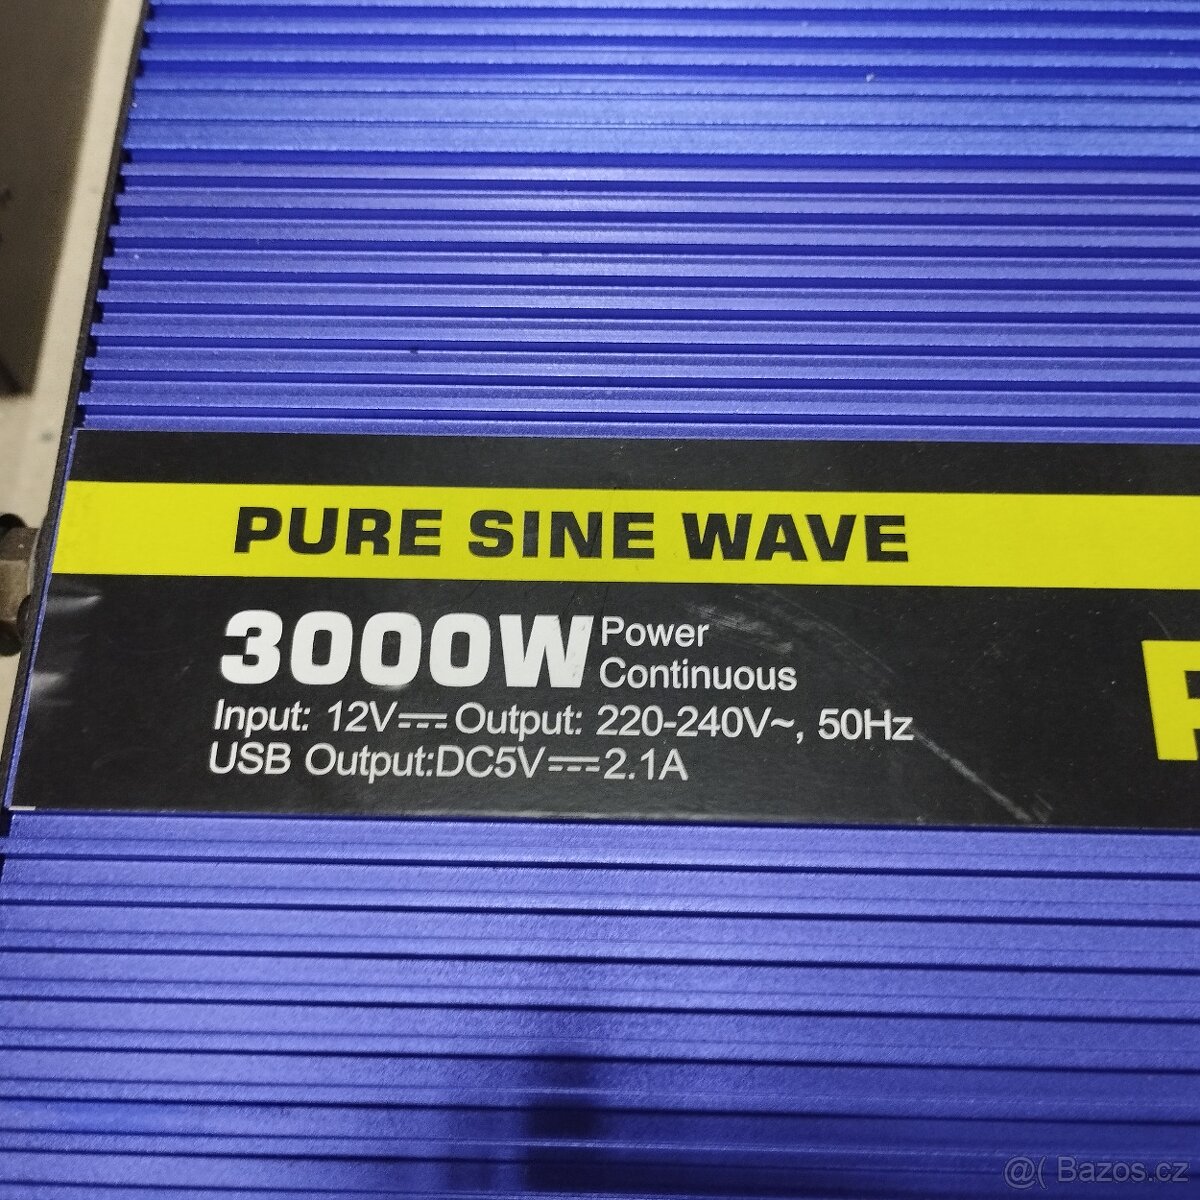 PURE SINE WAVE
3000W Power Continuous
Input: 12V⎓ Output: 220-240V~, 50Hz
USB Output:DC5V⎓2.1A
@( Bazos.cz